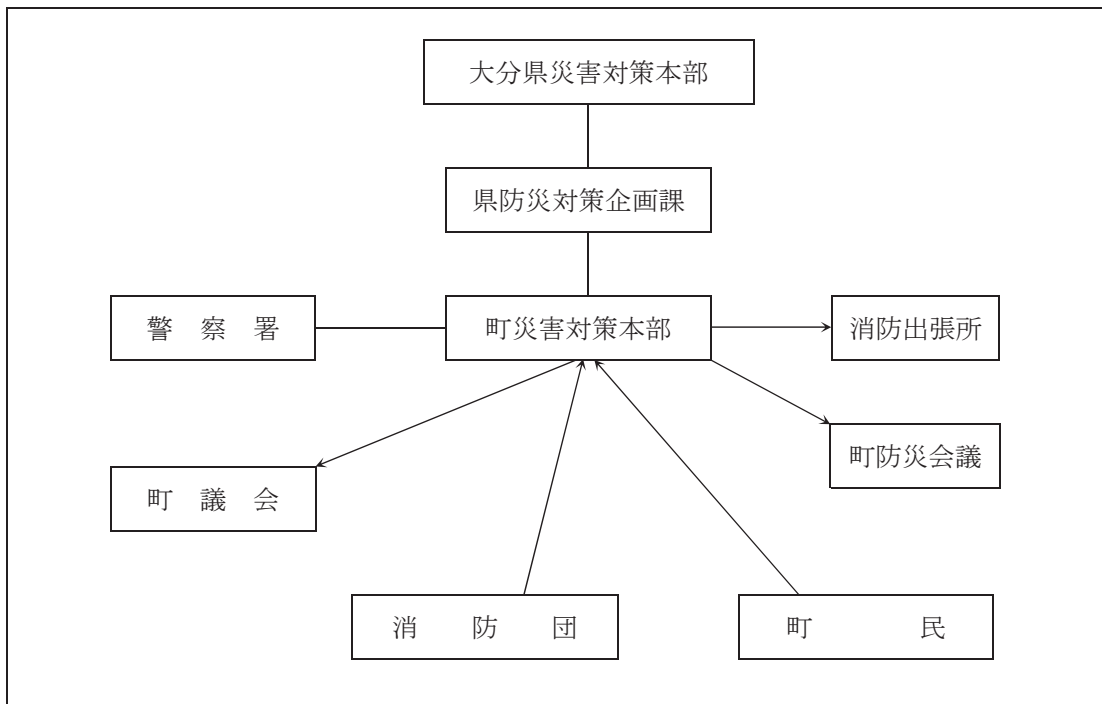 大分県災害対策本部
県防災対策企画課
警察署
町災害対策本部
消防出張所
町防災会議
町議会
消防団
町民